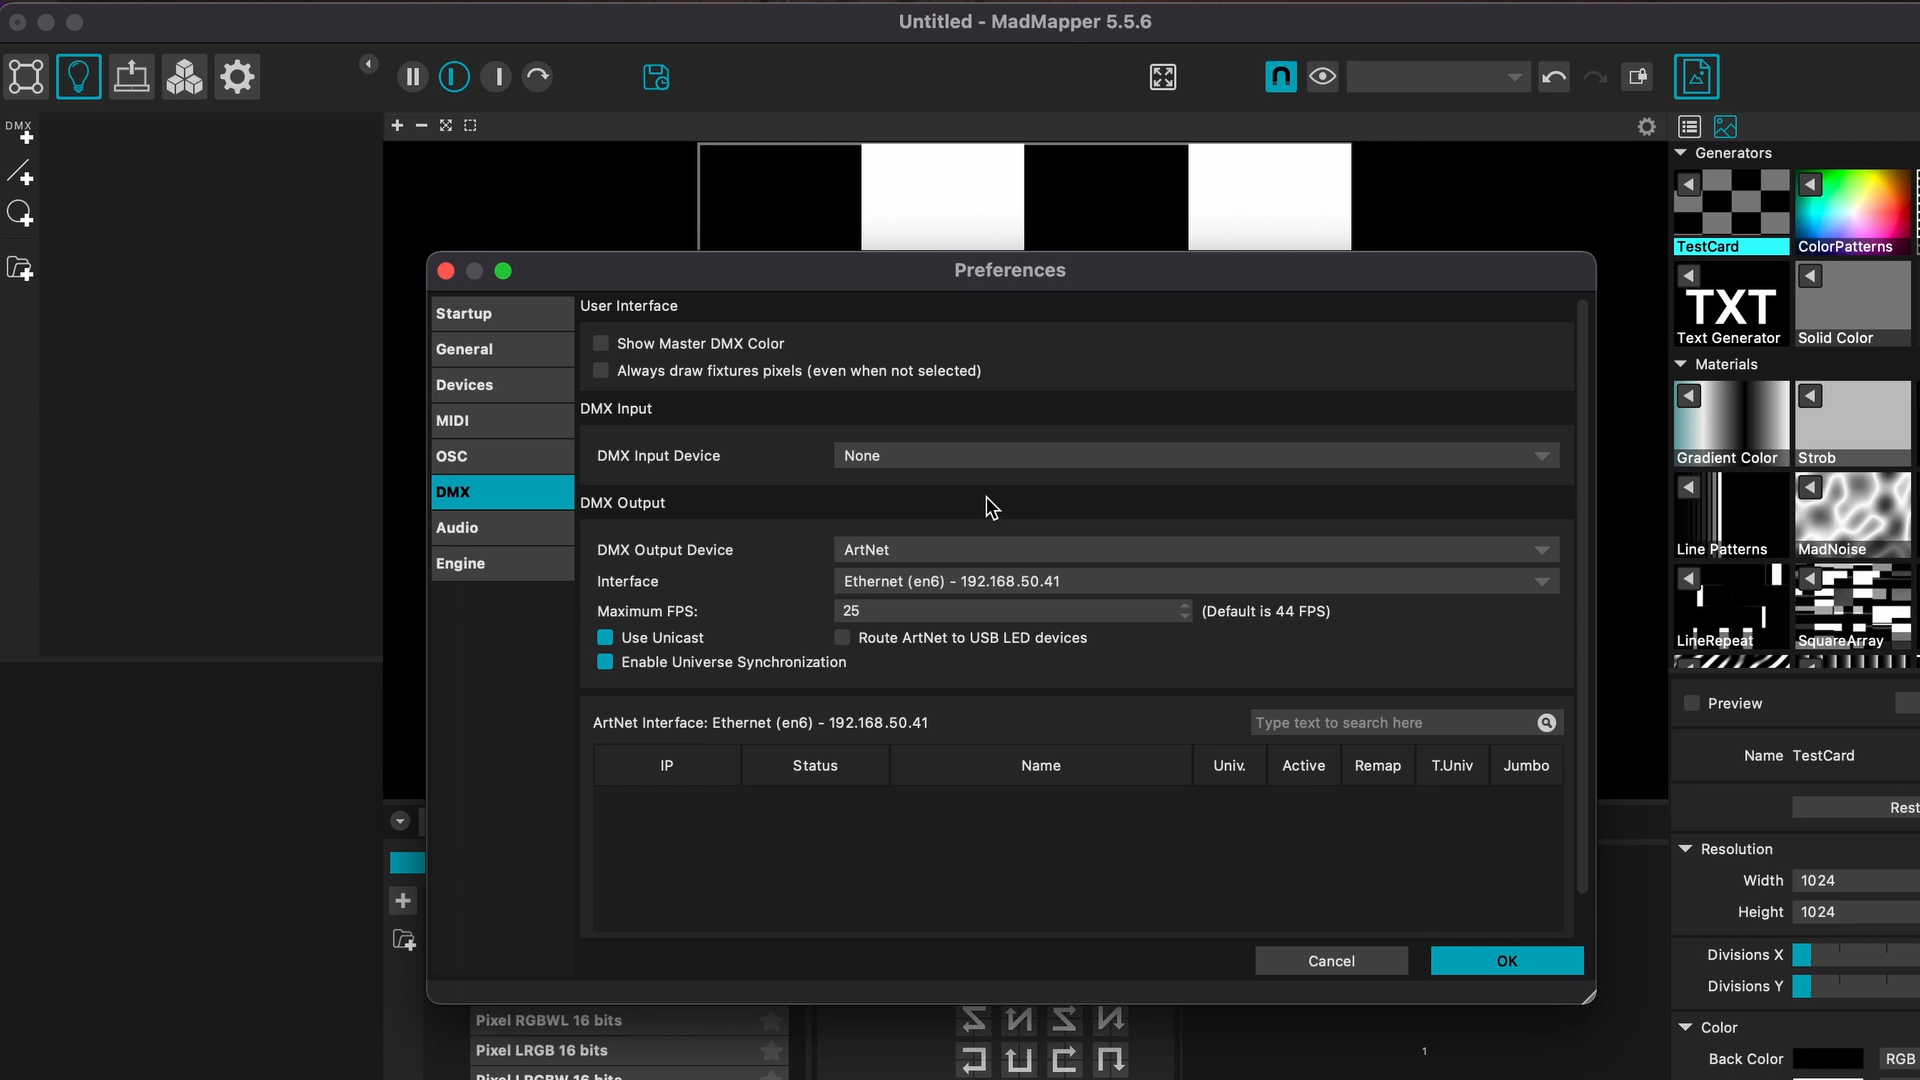 Untitled - MadMapper 5.5.6
DMX
Generators
TestCard
ColorPatterns
TXT
Text Generator
Solid Color
Materials
Gradient Color
Strob
Line Patterns
MadNoise
LineRepeat
SquareArray
Preview
Name TestCard
Rest
Resolution
Width 1024
Height 1024
Divisions X
Divisions Y
Color
Back Color
RGB
Preferences
Startup
General
Devices
MIDI
OSC
DMX
Audio
Engine
User Interface
Show Master DMX Color
Always draw fixtures pixels (even when not selected)
DMX Input
DMX Input Device None
DMX Output
DMX Output Device ArtNet
Interface Ethernet (en6) - 192.168.50.41
Maximum FPS: 25 (Default is 44 FPS)
Use Unicast Route ArtNet to USB LED devices
Enable Universe Synchronization
ArtNet Interface: Ethernet (en6) - 192.168.50.41 Type text to search here
IP Status Name Univ. Active Remap T.Univ Jumbo
Cancel OK
Pixel RGBWL 16 bits
Pixel LRGB 16 bits
Pixel LRGBW 16 bits
1